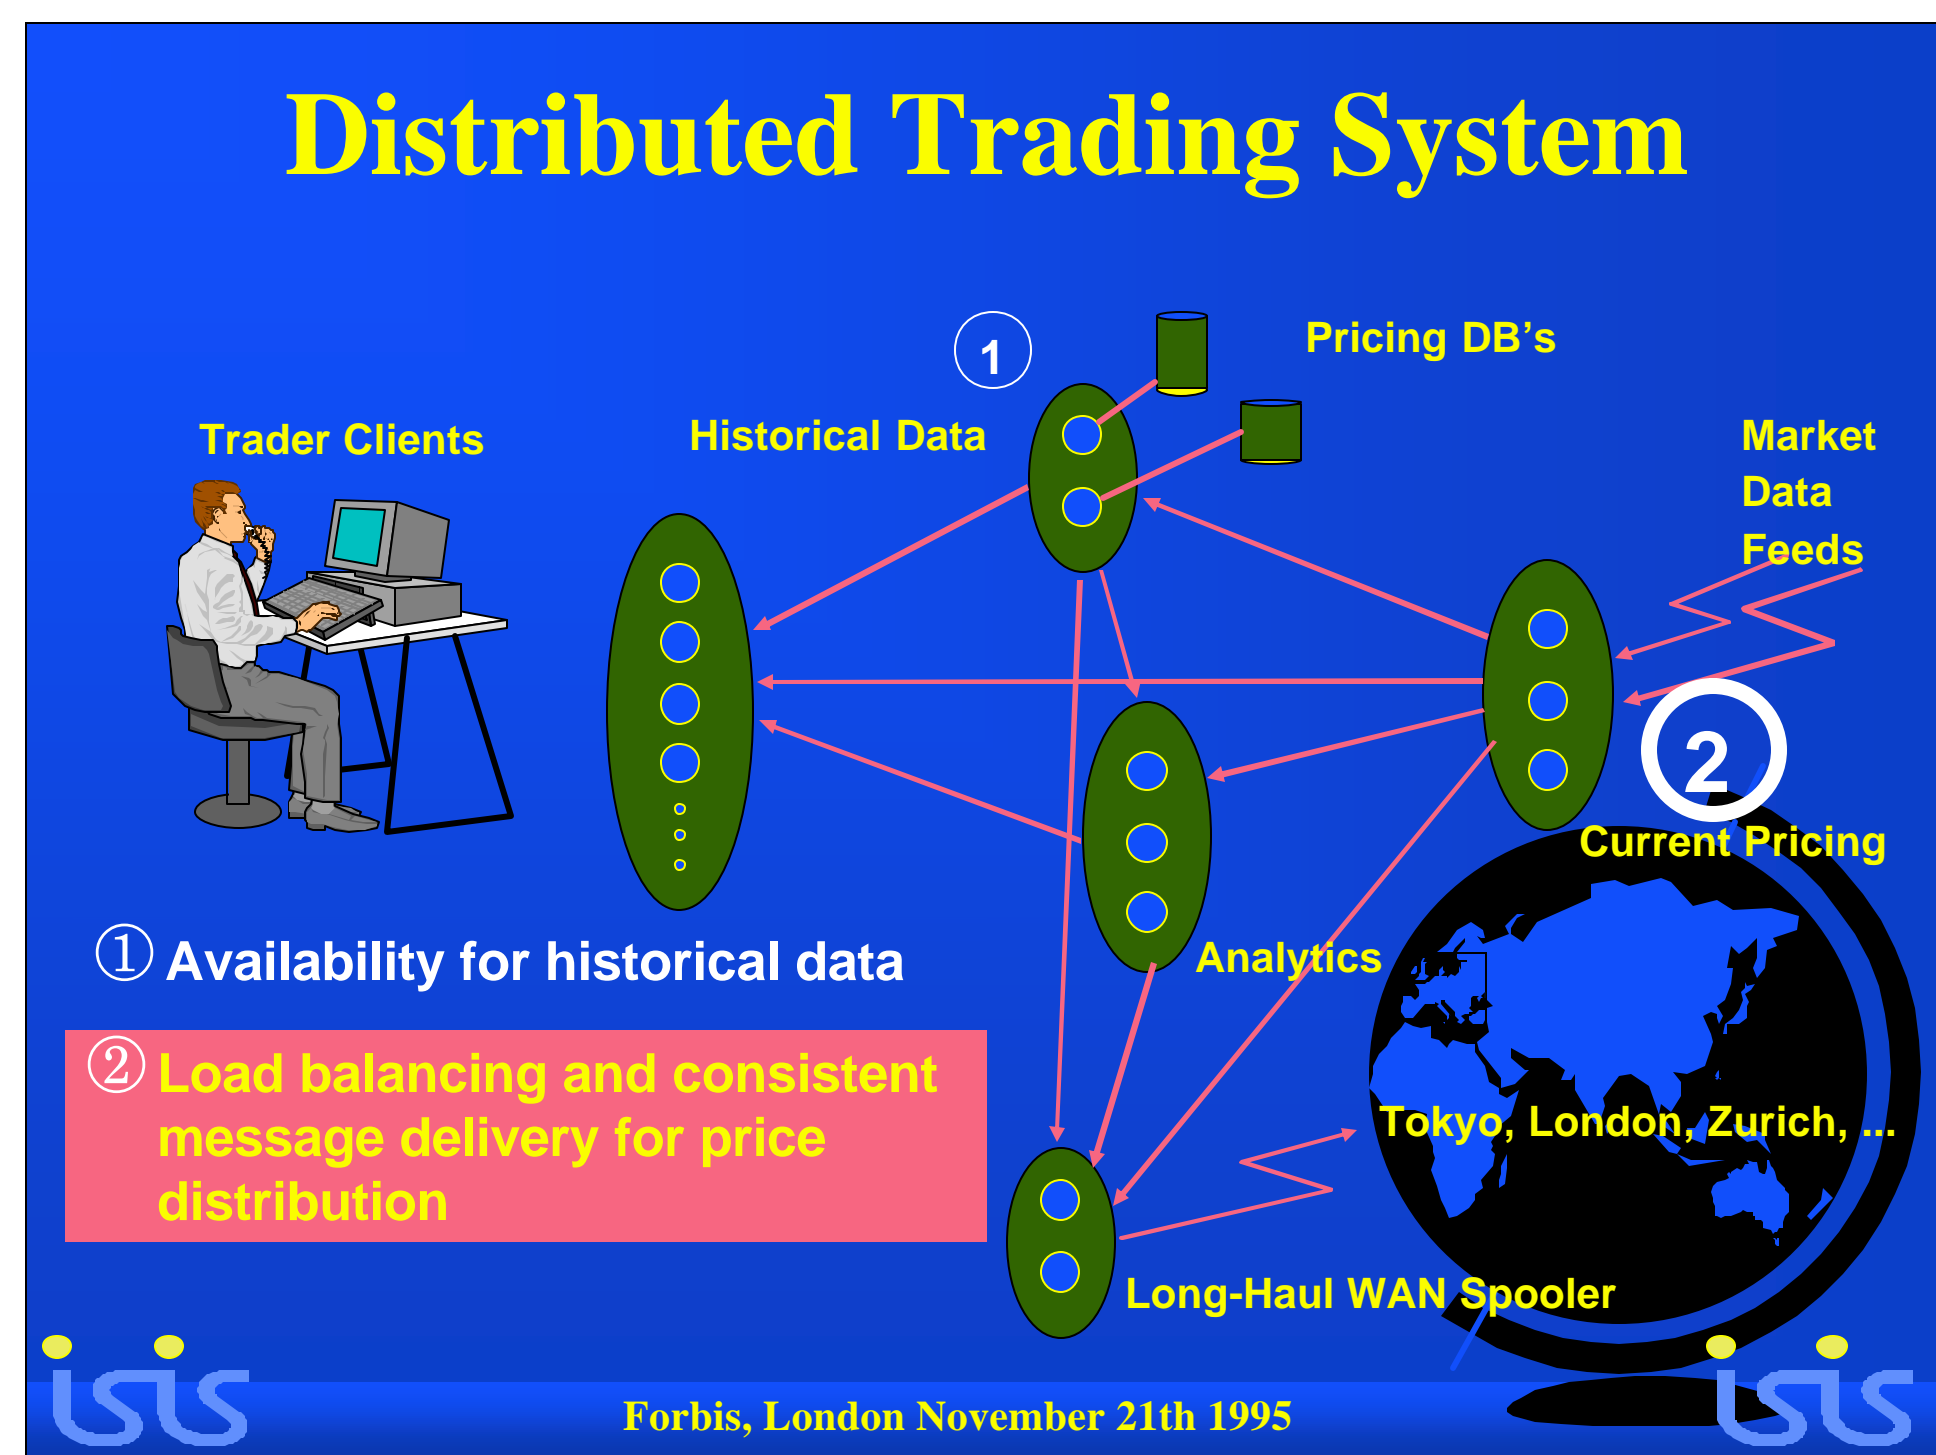 Distributed Trading System
1
Pricing DB's
Trader Clients
Historical Data
Market
Data
Feeds
2
Current Pricing
① Availability for historical data
Analytics
② Load balancing and consistent
message delivery for price
distribution
Tokyo, London, Zurich, ...
Long-Haul WAN Spooler
isis
Forbis, London November 21th 1995
isis